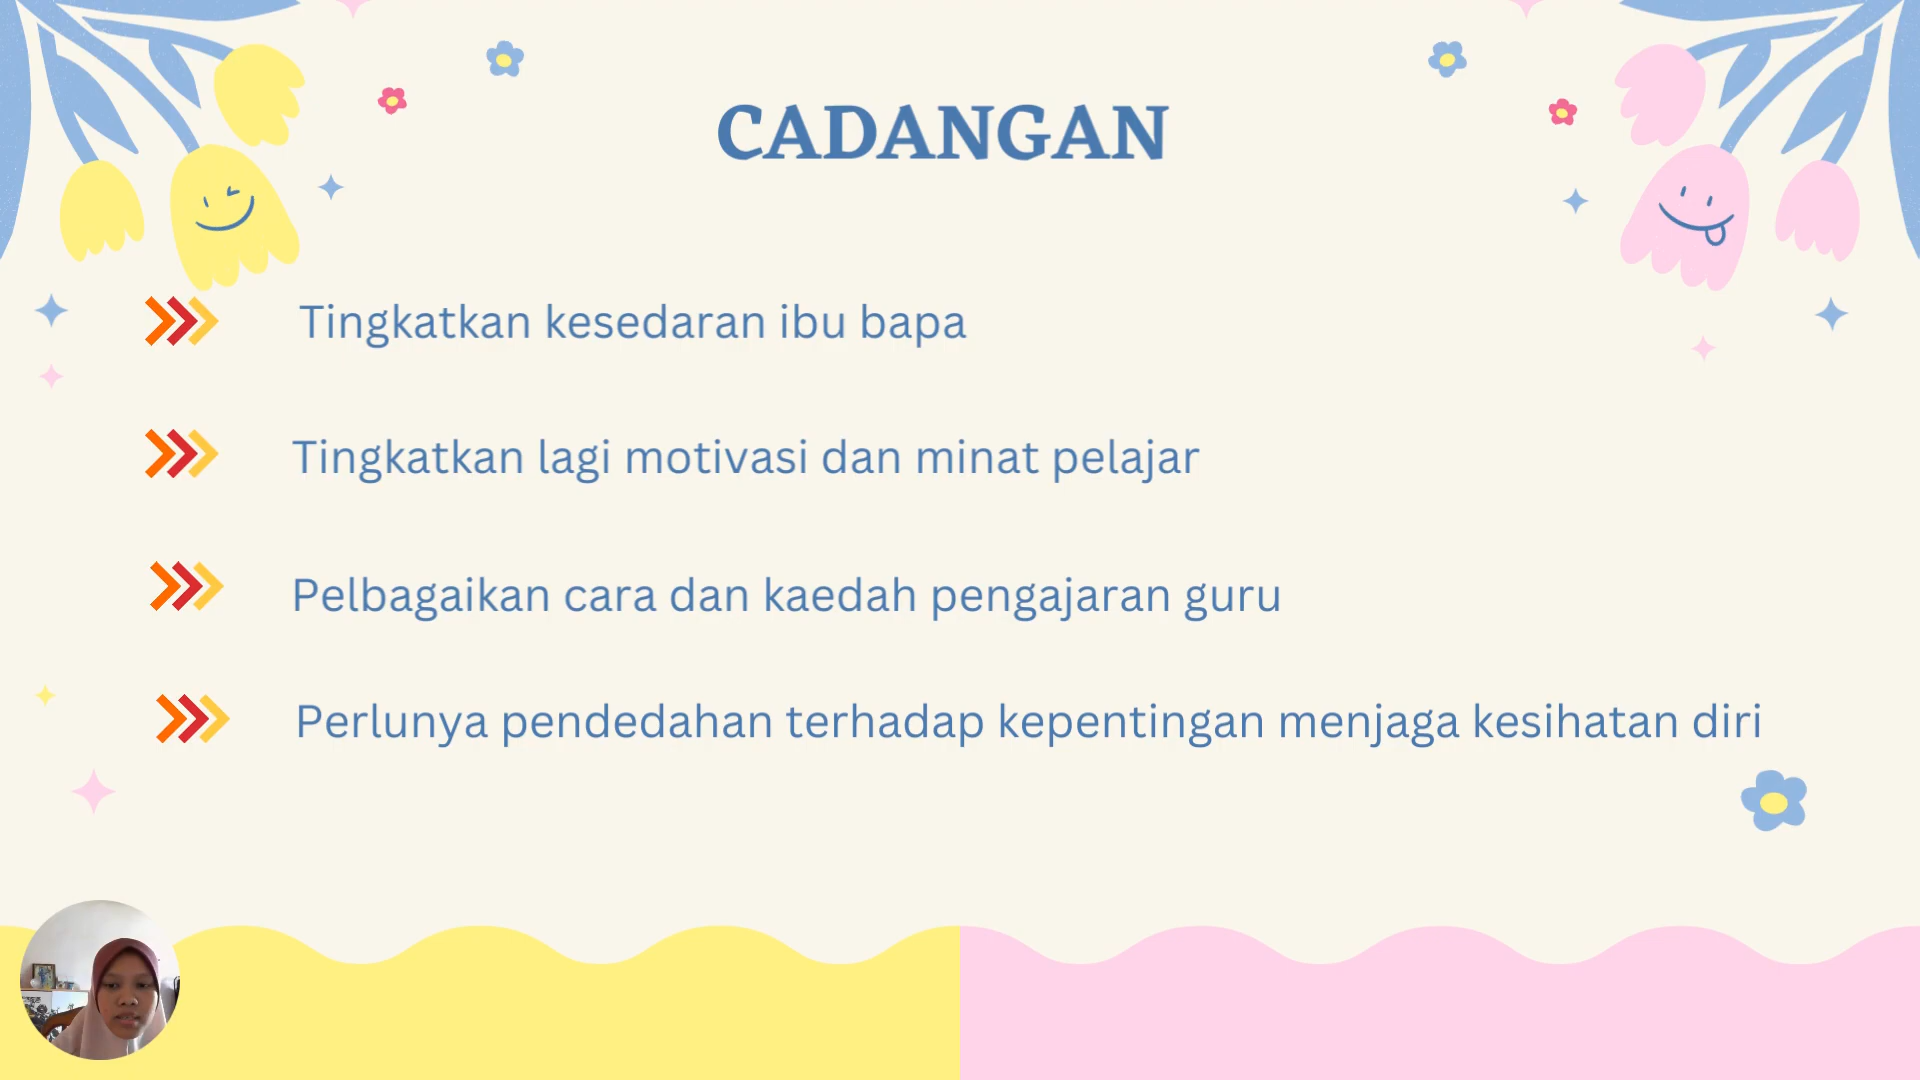 CADANGAN
Tingkatkan kesedaran ibu bapa
Tingkatkan lagi motivasi dan minat pelajar
Pelbagaikan cara dan kaedah pengajaran guru
Perlunya pendedahan terhadap kepentingan menjaga kesihatan diri